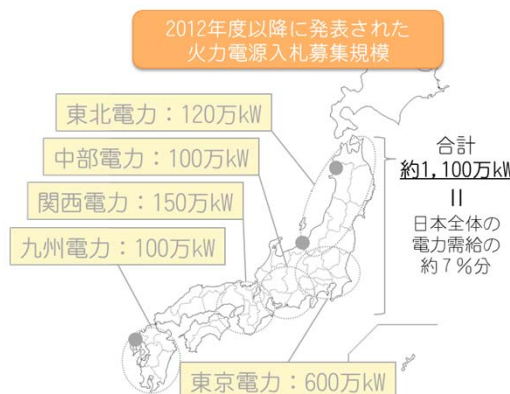 2012年度以降に発表された
火力電源入札募集規模
東北電力：120万kW
中部電力：100万kW
関西電力：150万kW
九州電力：100万kW
東京電力：600万kW
合計
約1,100万kW
||
日本全体の
電力需給の
約７％分